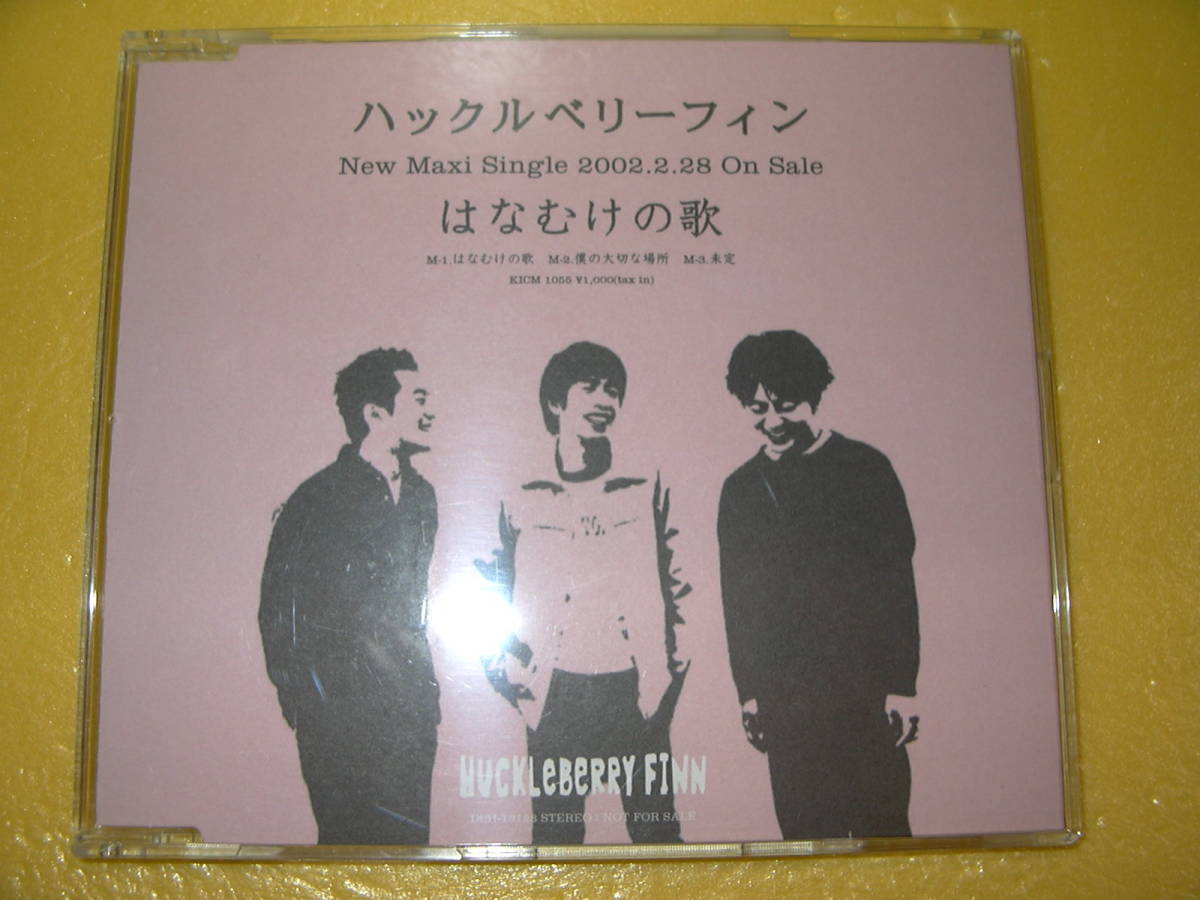 ハックルベリーフィン
New Maxi Single 2002.2.28 On Sale
はなむけの歌
M-1.はなむけの歌 M-2.僕の大切な場所 M-3.未定
KICM 1055 ¥1,000(tax in)
HUCKLEBERRY FINN
STEREO / NOT FOR SALE